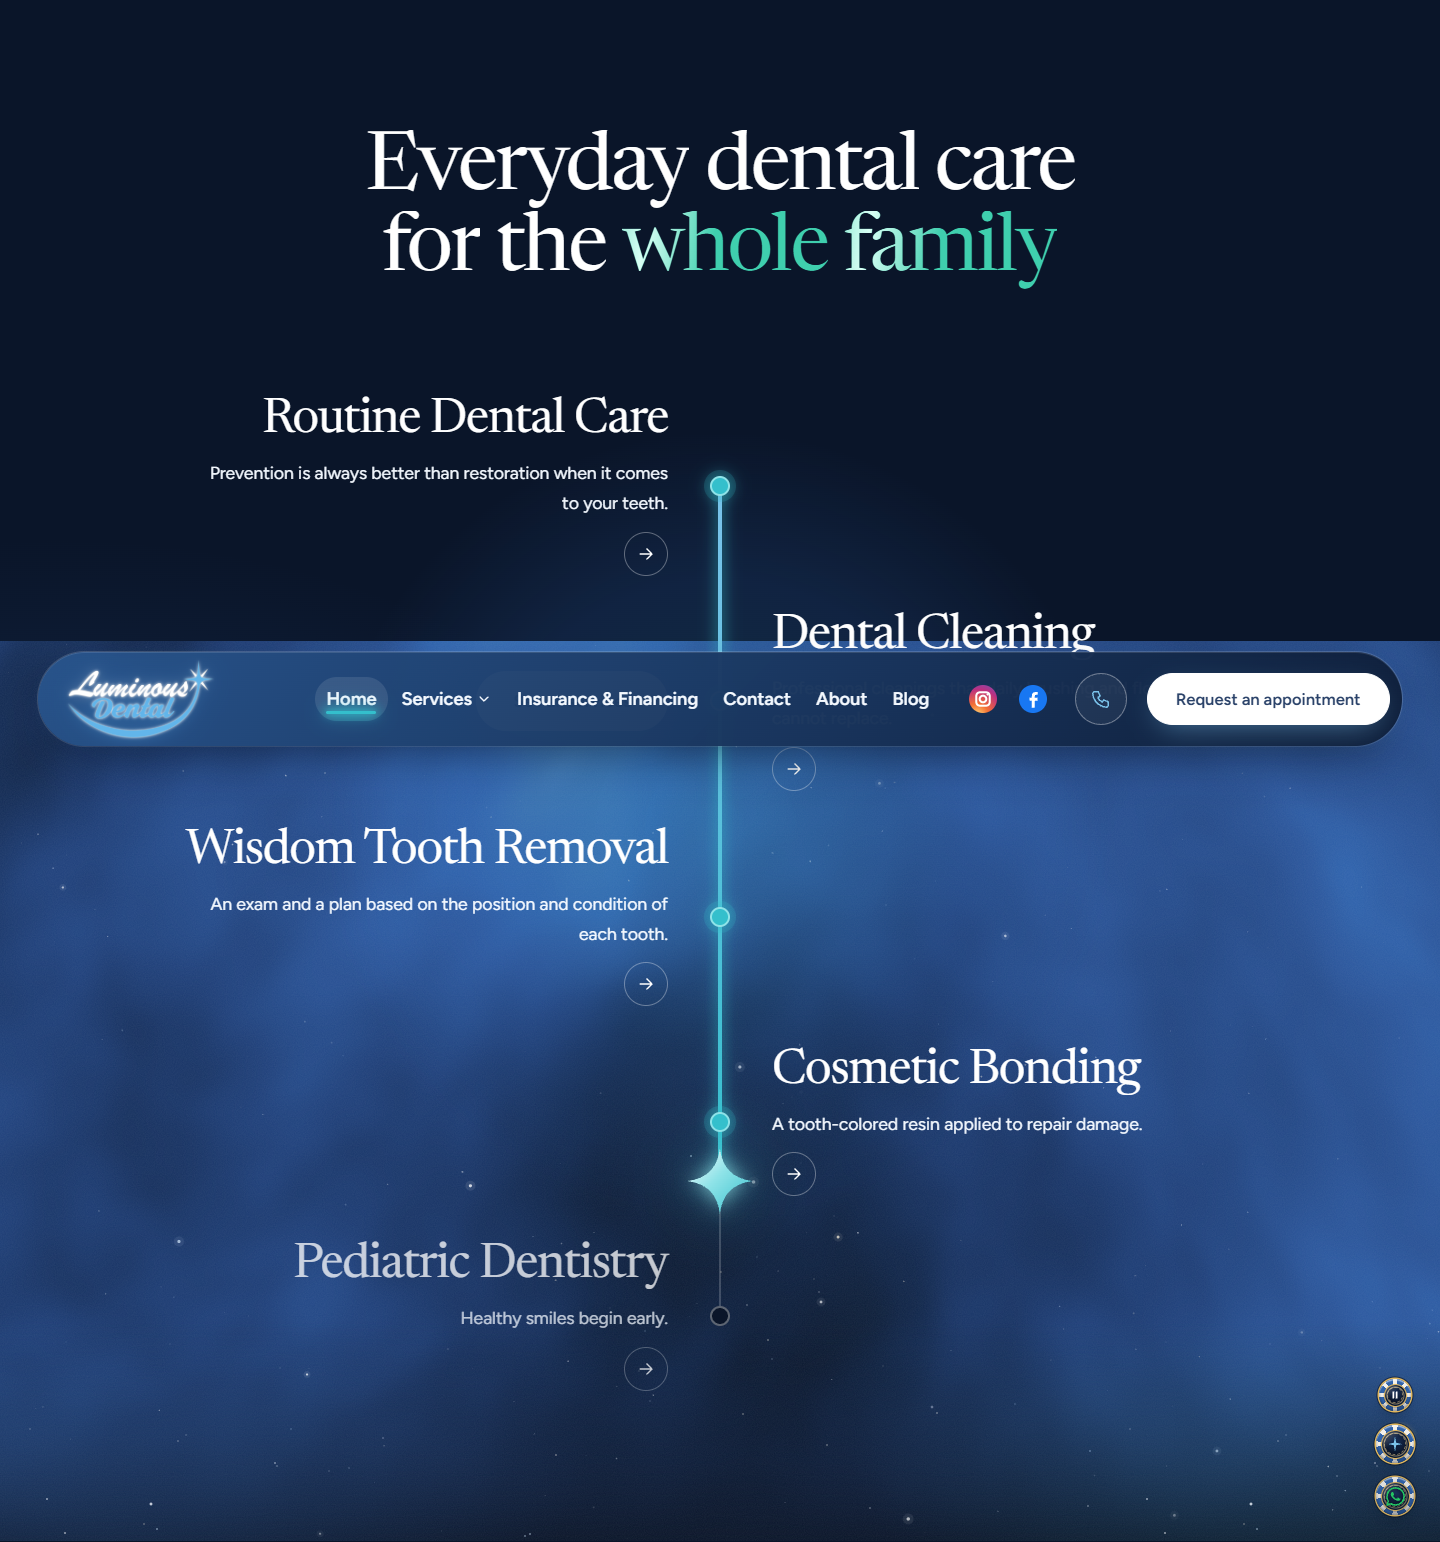 Everyday dental care
for the whole family
Routine Dental Care
Prevention is always better than restoration when it comes
to your teeth.
Dental Cleaning
Luminous
Dental
Home
Services
Insurance & Financing
Contact
About
Blog
Request an appointment
cannot replace.
Wisdom Tooth Removal
An exam and a plan based on the position and condition of
each tooth.
Cosmetic Bonding
A tooth-colored resin applied to repair damage.
Pediatric Dentistry
Healthy smiles begin early.